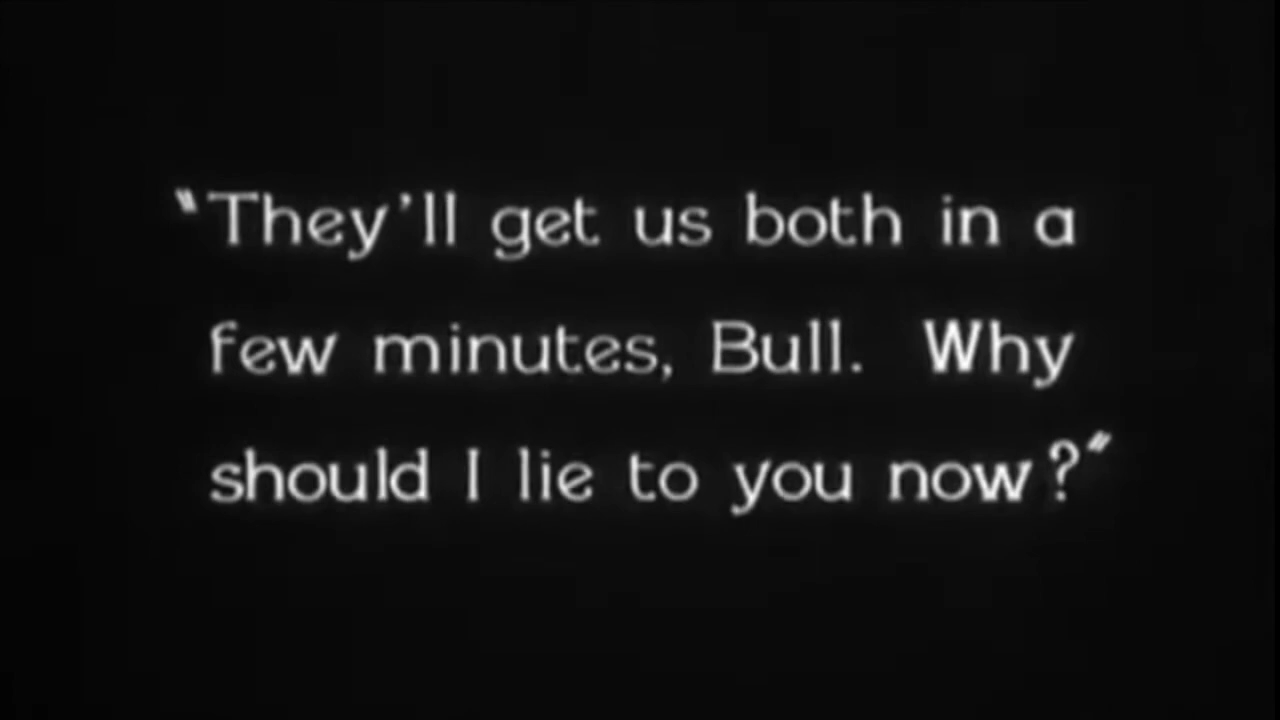 “They’ll get us both in a
few minutes, Bull. Why
should I lie to you now?”